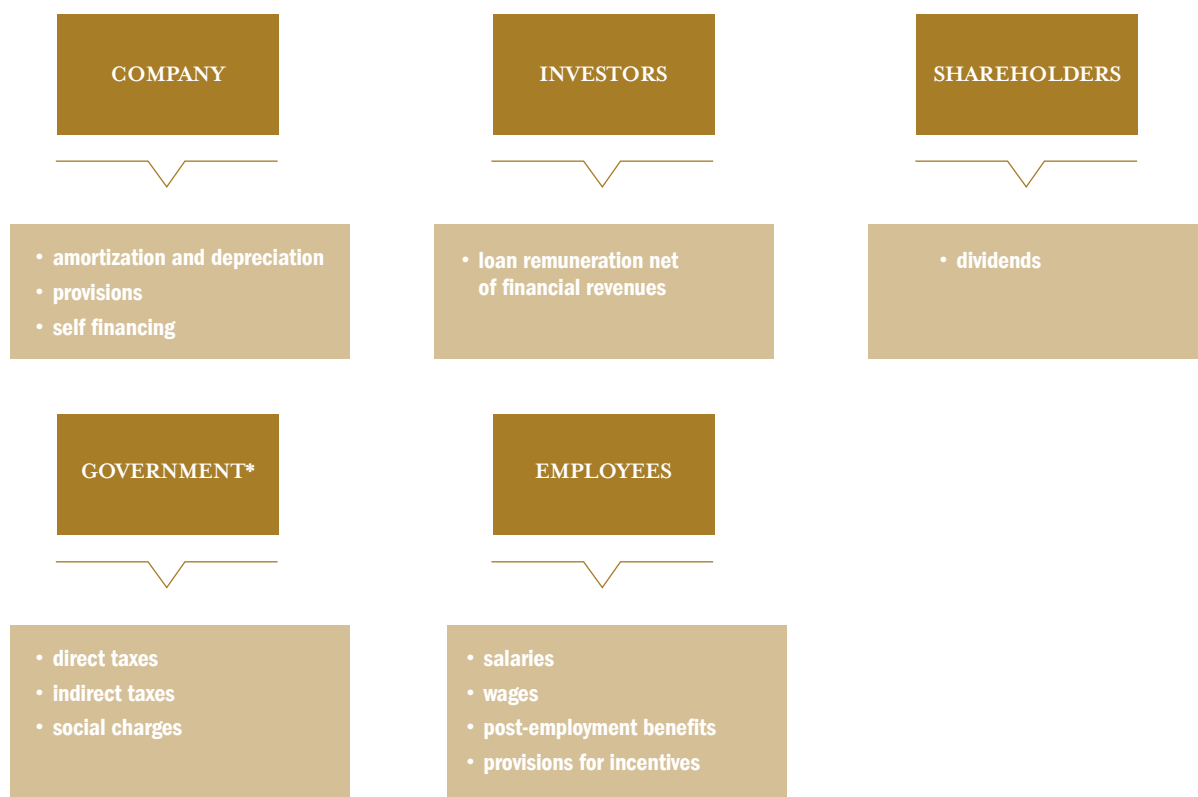 COMPANY
• amortization and depreciation
• provisions
• self financing
INVESTORS
• loan remuneration net
of financial revenues
SHAREHOLDERS
• dividends
GOVERNMENT*
• direct taxes
• indirect taxes
• social charges
EMPLOYEES
• salaries
• wages
• post-employment benefits
• provisions for incentives